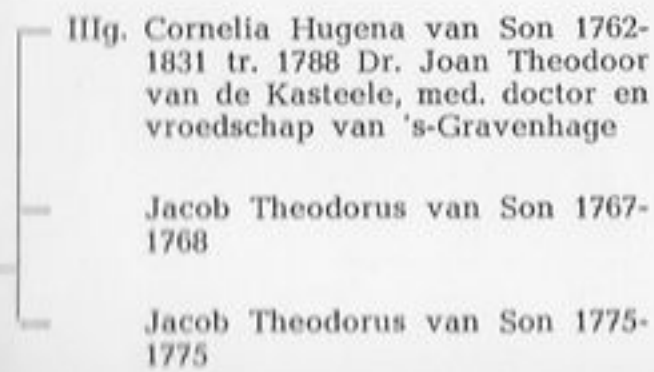 IIIg. Cornelia Hugena van Son 1762-
1831 tr. 1788 Dr. Joan Theodoor
van de Kasteele, med. doctor en
vroedschap van 's-Gravenhage
Jacob Theodorus van Son 1767-
1768
Jacob Theodorus van Son 1775-
1775